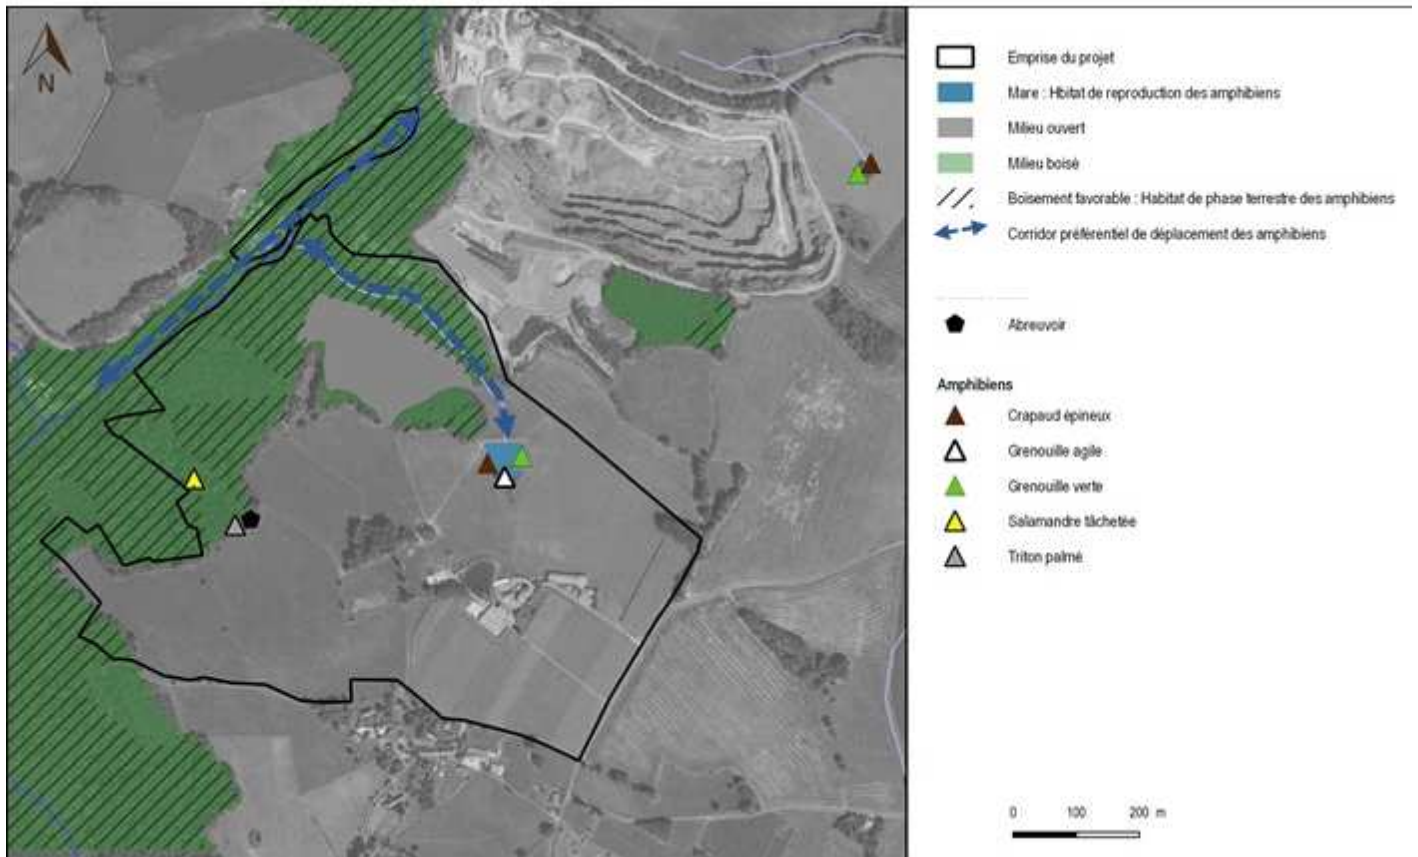 N
Emprise du projet
Mare : Hbitat de reproduction des amphibiens
Milieu ouvert
Milieu boisé
Boisement favorable : Habitat de phase terrestre des amphibiens
Corridor préférentiel de déplacement des amphibiens
Abreuvoir
Amphibiens
Crapaud épineux
Grenouille agile
Grenouille verte
Salamandre tâchetée
Triton palmé
0 100 200 m